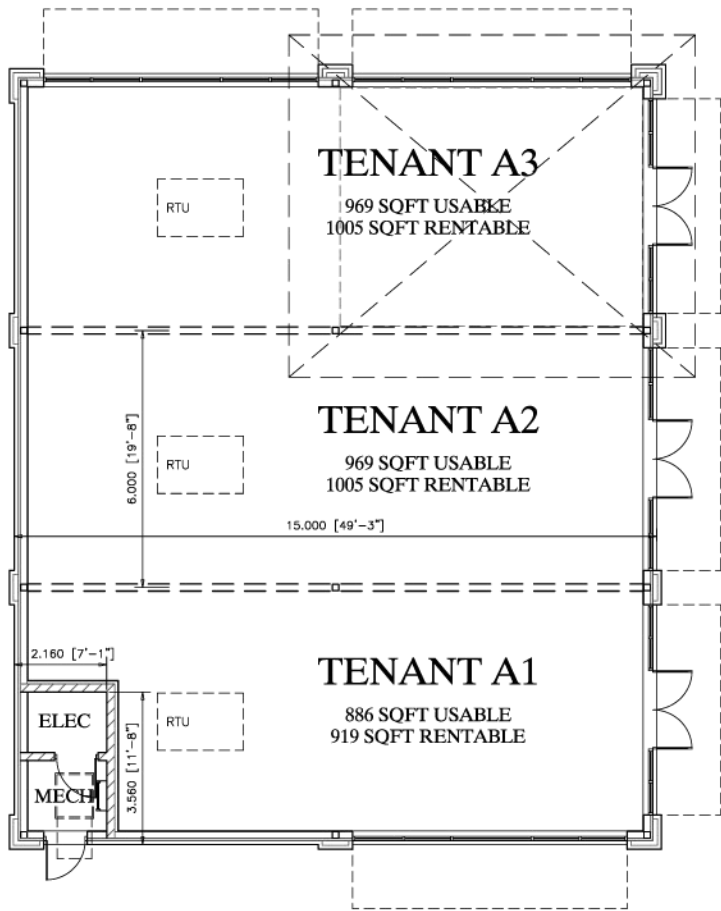 TENANT A3
969 SQFT USABLE
1005 SQFT RENTABLE
RTU
TENANT A2
969 SQFT USABLE
1005 SQFT RENTABLE
RTU
6.000 [19'-8"]
15.000 [49'-3"]
2.160 [7'-1"]
TENANT A1
886 SQFT USABLE
919 SQFT RENTABLE
RTU
ELEC
3.560 [11'-8"]
MECH